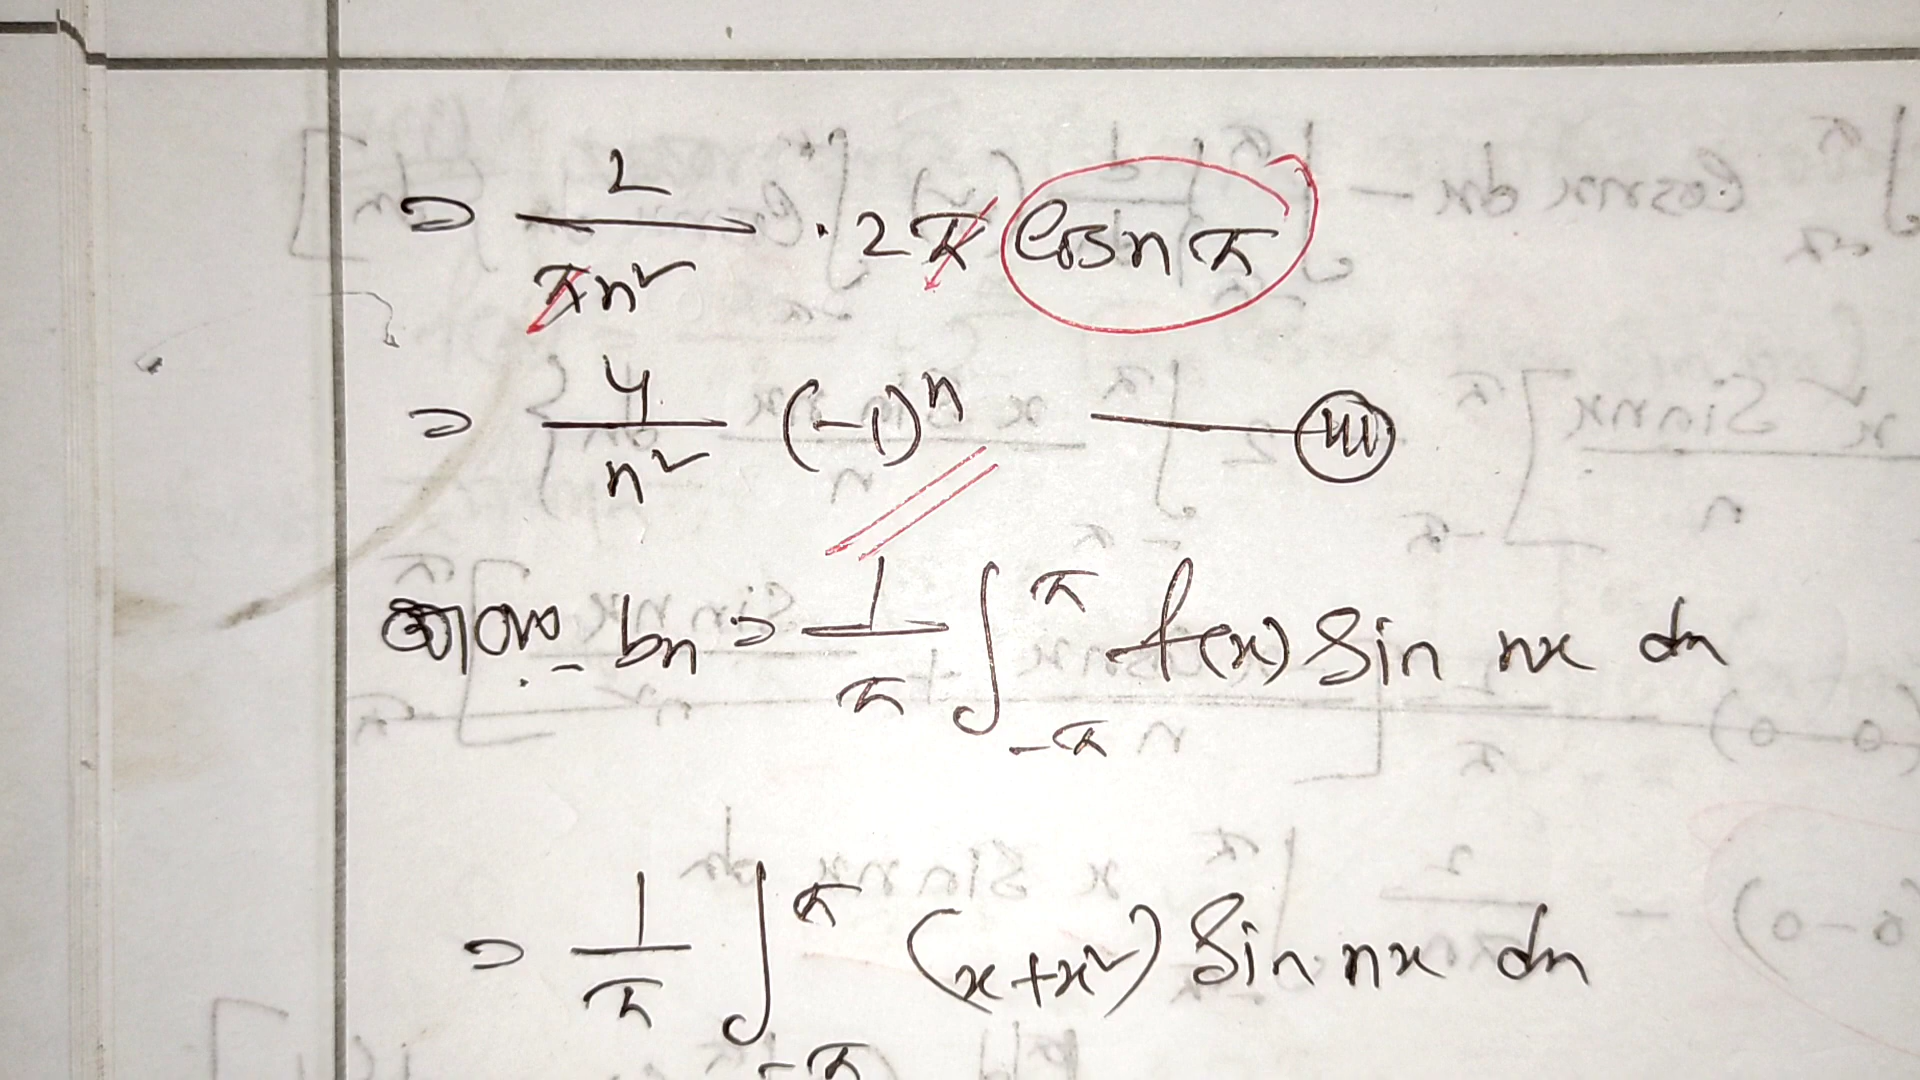 ⇒ 2/πn² · 2π Cos nπ
⇒ 4/n² (-1)ⁿ —— (III)
bn = 1/π ∫_{-π}^{π} f(x) Sin nx dx
= 1/π ∫_{-π}^{π} (x+x²) Sin nx dx